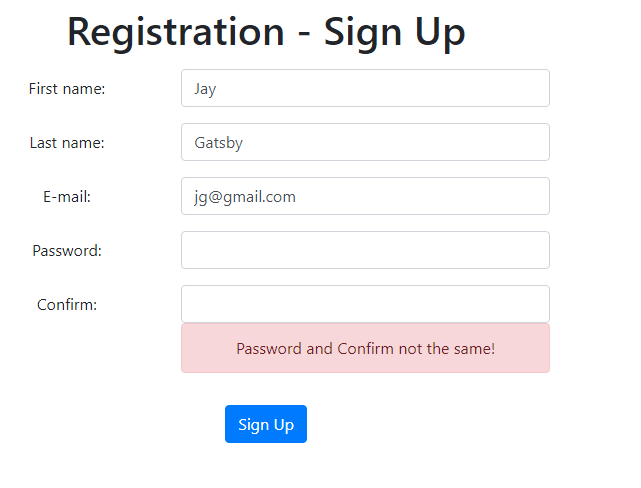 Registration - Sign Up
First name: Jay
Last name: Gatsby
E-mail: jg@gmail.com
Password:
Confirm:
Password and Confirm not the same!
Sign Up